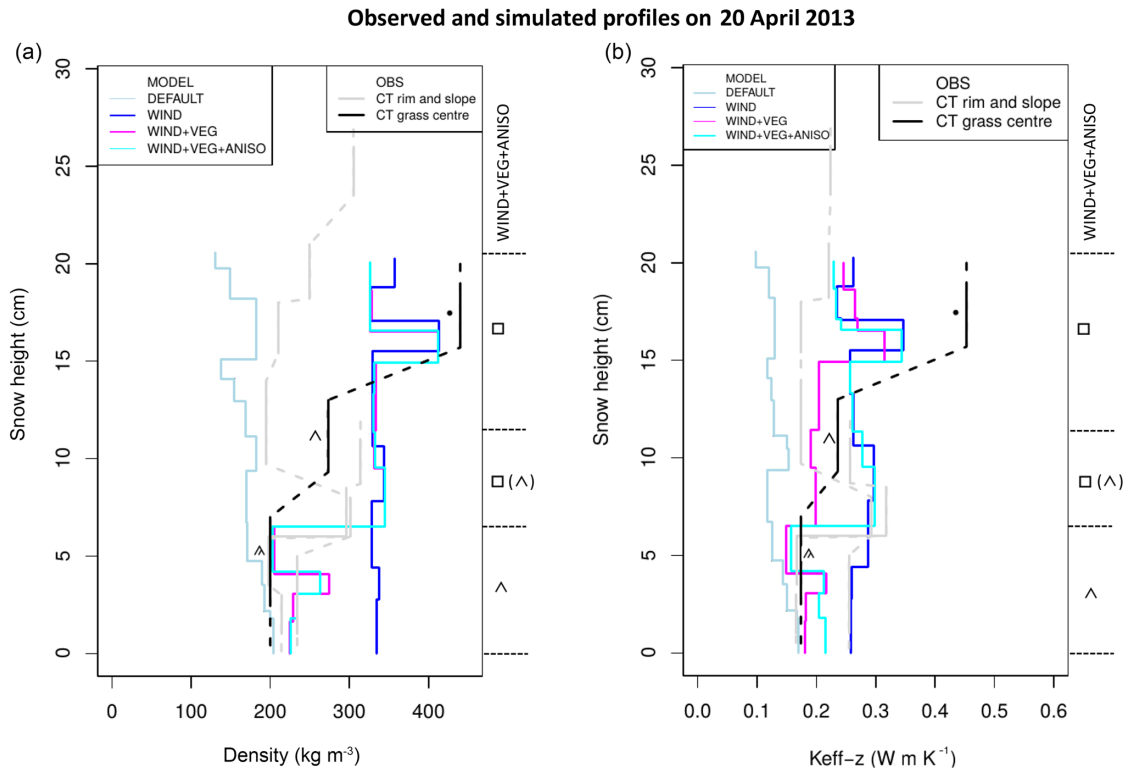 Observed and simulated profiles on 20 April 2013
(a)
MODEL
DEFAULT
WIND
WIND+VEG
WIND+VEG+ANISO
OBS
CT rim and slope
CT grass centre
WIND+VEG+ANISO
Snow height (cm)
30
25
20
15
10
5
0
0 100 200 300 400
Density (kg m-3)
(b)
MODEL
DEFAULT
WIND
WIND+VEG
WIND+VEG+ANISO
OBS
CT rim and slope
CT grass centre
WIND+VEG+ANISO
Snow height (cm)
30
25
20
15
10
5
0
0.0 0.1 0.2 0.3 0.4 0.5 0.6
Keff−z (W m K−1)